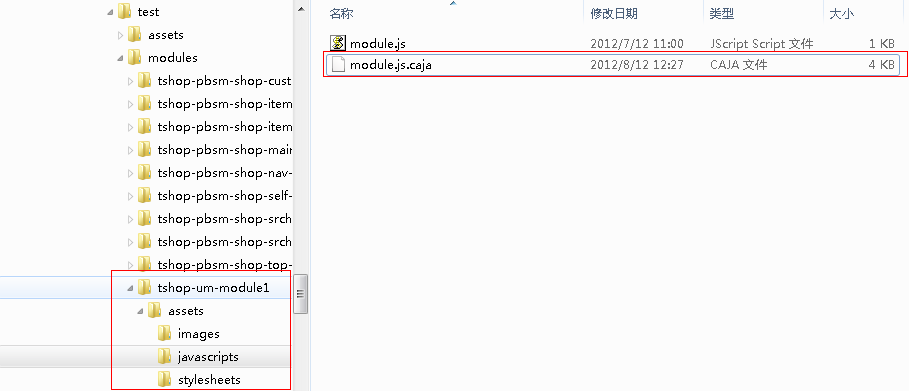 test
assets
modules
tshop-pbsm-shop-cust
tshop-pbsm-shop-item
tshop-pbsm-shop-item
tshop-pbsm-shop-main
tshop-pbsm-shop-nav-
tshop-pbsm-shop-self-
tshop-pbsm-shop-srch
tshop-pbsm-shop-srch
tshop-pbsm-shop-top-
tshop-um-module1
assets
images
javascripts
stylesheets
名称 修改日期 类型 大小
module.js 2012/7/12 11:00 JScript Script 文件 1 KB
module.js.caja 2012/8/12 12:27 CAJA 文件 4 KB